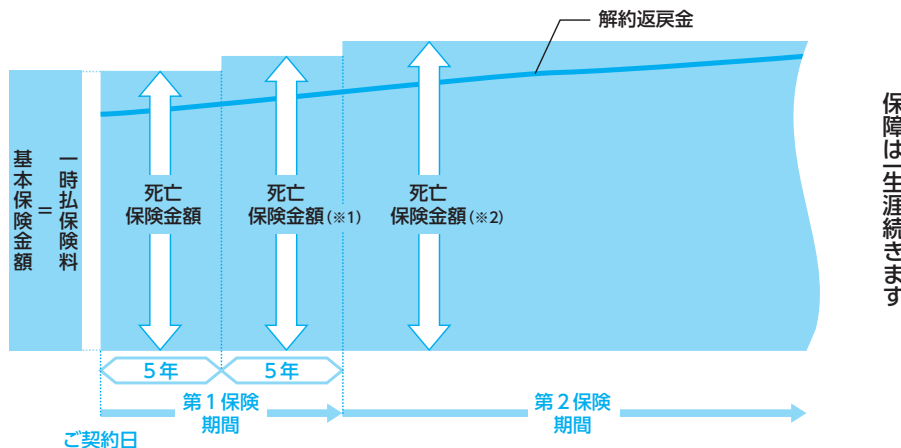 解約返戻金
基本保険金額
=
一時払保険料
死亡
保険金額
死亡
保険金額(※1)
死亡
保険金額(※2)
保障は一生涯続きます
5年
5年
第1保険
期間
第2保険
期間
ご契約日